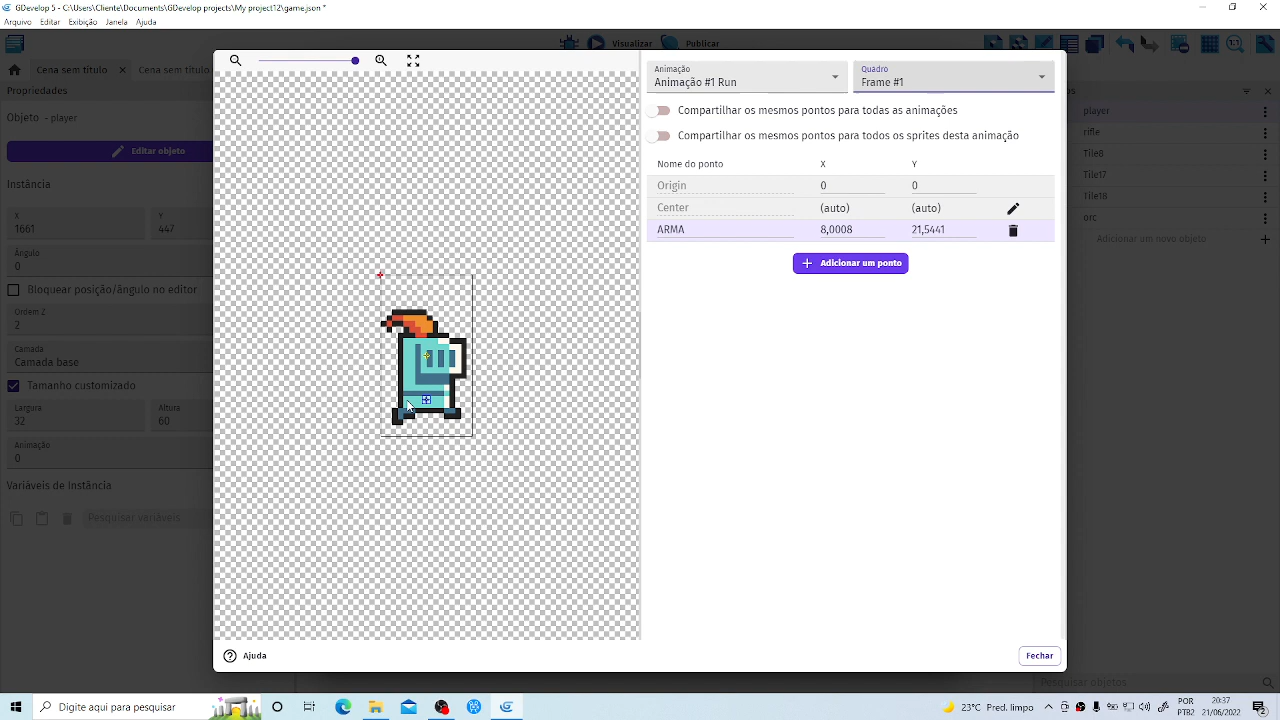 GDevelop 5 - C:\Users\Cliente\Documents\GDevelop projects\My project12\game.json *
Arquivo Editar Exibição Janela Ajuda
Visualizar Publicar
Cena sem título × Cena sem título
Propriedades
Objeto - player
Editar objeto
Instância
X Y
1661 447
Ângulo
0
Bloquear posição/ângulo no editor
Ordem Z
2
Camada
Camada base
Tamanho customizado
Largura Altura
32 60
Animação
0
Variáveis de Instância
Pesquisar variáveis
Animação
Animação #1 Run
Quadro
Frame #1
Compartilhar os mesmos pontos para todas as animações
Compartilhar os mesmos pontos para todos os sprites desta animação
Nome do ponto X Y
Origin 0 0
Center (auto) (auto)
ARMA 8,0008 21,5441
+ Adicionar um ponto
Ajuda
Fechar
os
player
rifle
Tile8
Tile17
Tile18
orc
Adicionar um novo objeto +
Pesquisar objetos
Digite aqui para pesquisar
23°C Pred. limpo
POR
PTB2
20:37
21/06/2022
2